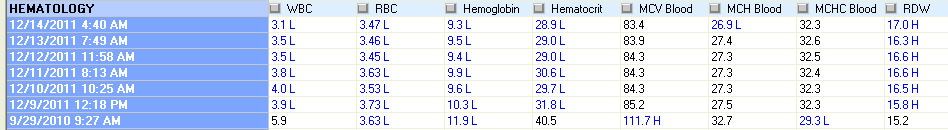 HEMATOLOGY WBC RBC Hemoglobin Hematocrit MCV Blood MCH Blood MCHC Blood RDW
12/14/2011 4:40 AM 3.1 L 3.47 L 9.3 L 28.9 L 83.4 26.9 L 32.3 17.0 H
12/13/2011 7:49 AM 3.5 L 3.46 L 9.5 L 29.0 L 83.9 27.4 32.6 16.3 H
12/12/2011 11:58 AM 3.5 L 3.45 L 9.4 L 29.0 L 84.3 27.3 32.5 16.6 H
12/11/2011 8:13 AM 3.8 L 3.63 L 9.9 L 30.6 L 84.3 27.3 32.4 16.6 H
12/10/2011 10:25 AM 4.0 L 3.53 L 9.6 L 29.7 L 84.3 27.3 32.3 16.5 H
12/9/2011 12:18 PM 3.9 L 3.73 L 10.3 L 31.8 L 85.2 27.5 32.3 15.8 H
9/29/2010 9:27 AM 5.9 3.63 L 11.9 L 40.5 111.7 H 32.7 29.3 L 15.2